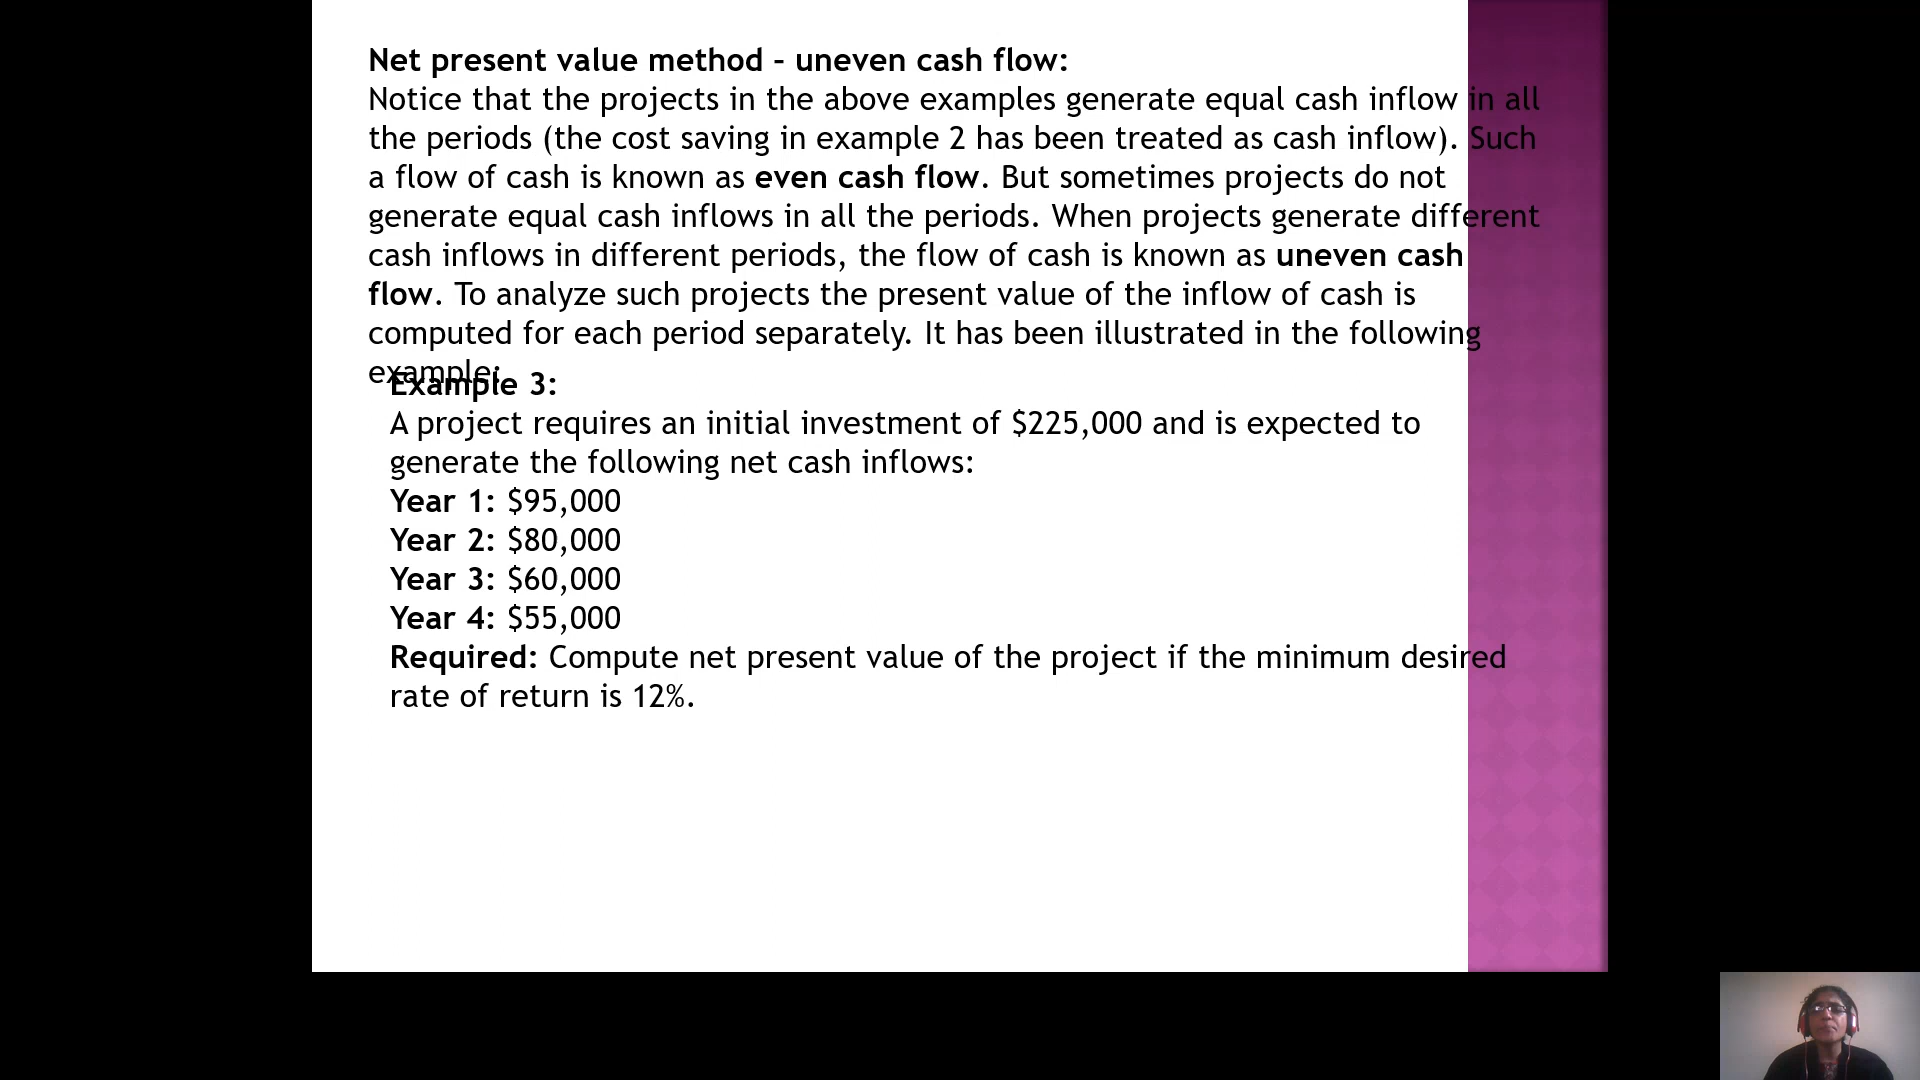 Net present value method – uneven cash flow:
Notice that the projects in the above examples generate equal cash inflow in all
the periods (the cost saving in example 2 has been treated as cash inflow). Such
a flow of cash is known as even cash flow. But sometimes projects do not
generate equal cash inflows in all the periods. When projects generate different
cash inflows in different periods, the flow of cash is known as uneven cash
flow. To analyze such projects the present value of the inflow of cash is
computed for each period separately. It has been illustrated in the following
example:
Example 3:
A project requires an initial investment of $225,000 and is expected to
generate the following net cash inflows:
Year 1: $95,000
Year 2: $80,000
Year 3: $60,000
Year 4: $55,000
Required: Compute net present value of the project if the minimum desired
rate of return is 12%.